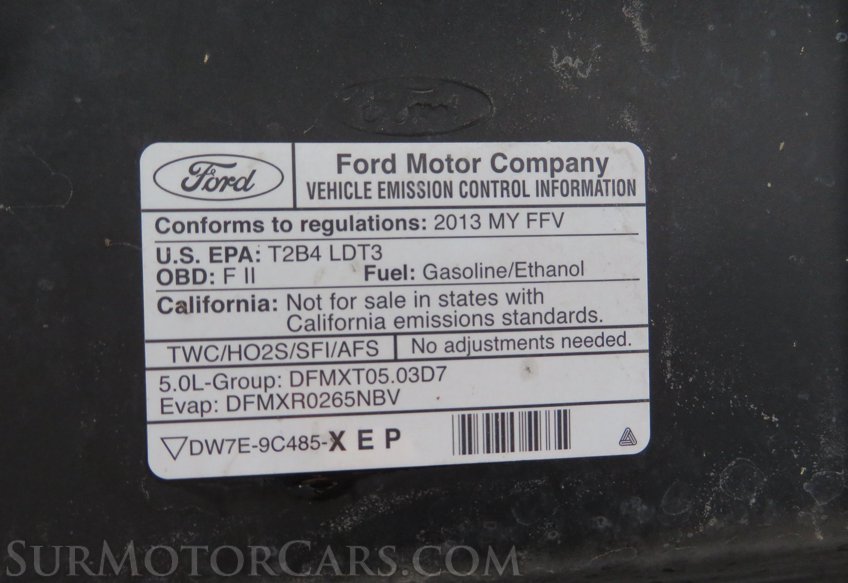 Ford
Ford
Ford Motor Company
VEHICLE EMISSION CONTROL INFORMATION
Conforms to regulations: 2013 MY FFV
U.S. EPA: T2B4 LDT3
OBD: F II Fuel: Gasoline/Ethanol
California: Not for sale in states with
California emissions standards.
TWC/HO2S/SFI/AFS No adjustments needed.
5.0L-Group: DFMXT05.03D7
Evap: DFMXR0265NBV
DW7E-9C485-XEP
SURMOTORCARS.COM